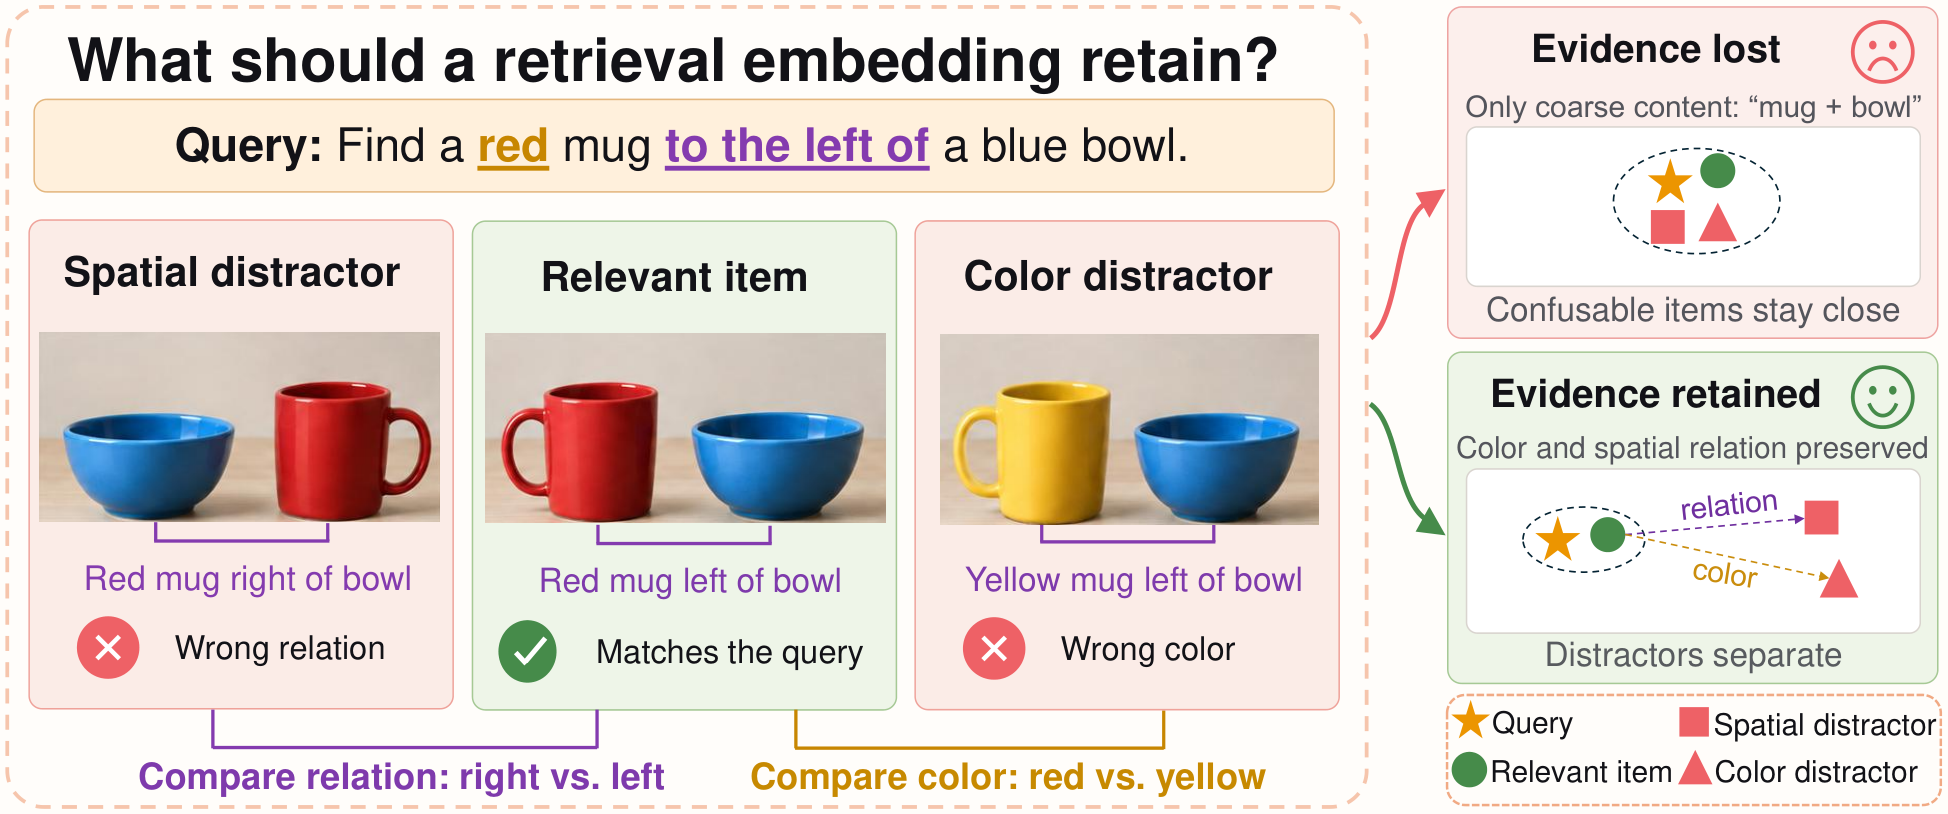 What should a retrieval embedding retain?
Query: Find a red mug to the left of a blue bowl.
Spatial distractor
Red mug right of bowl
Wrong relation
Relevant item
Red mug left of bowl
Matches the query
Color distractor
Yellow mug left of bowl
Wrong color
Compare relation: right vs. left
Compare color: red vs. yellow
Evidence lost
Only coarse content: “mug + bowl”
Confusable items stay close
Evidence retained
Color and spatial relation preserved
relation
color
Distractors separate
Query
Spatial distractor
Relevant item
Color distractor